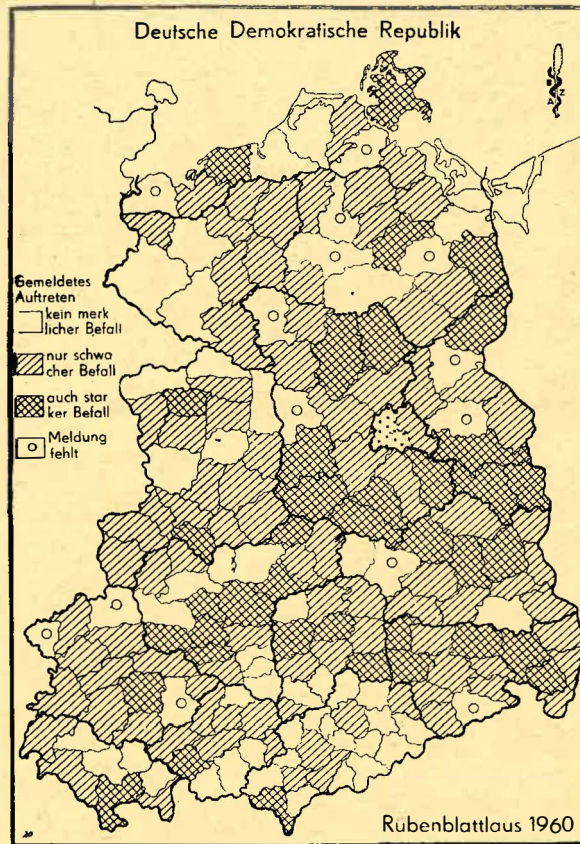 Deutsche Demokratische Republik
Gemeldetes
Auftreten
kein merk
licher Befall
nur schwa
cher Befall
auch star
ker Befall
Meldung
fehlt
Rübenblattlaus 1960